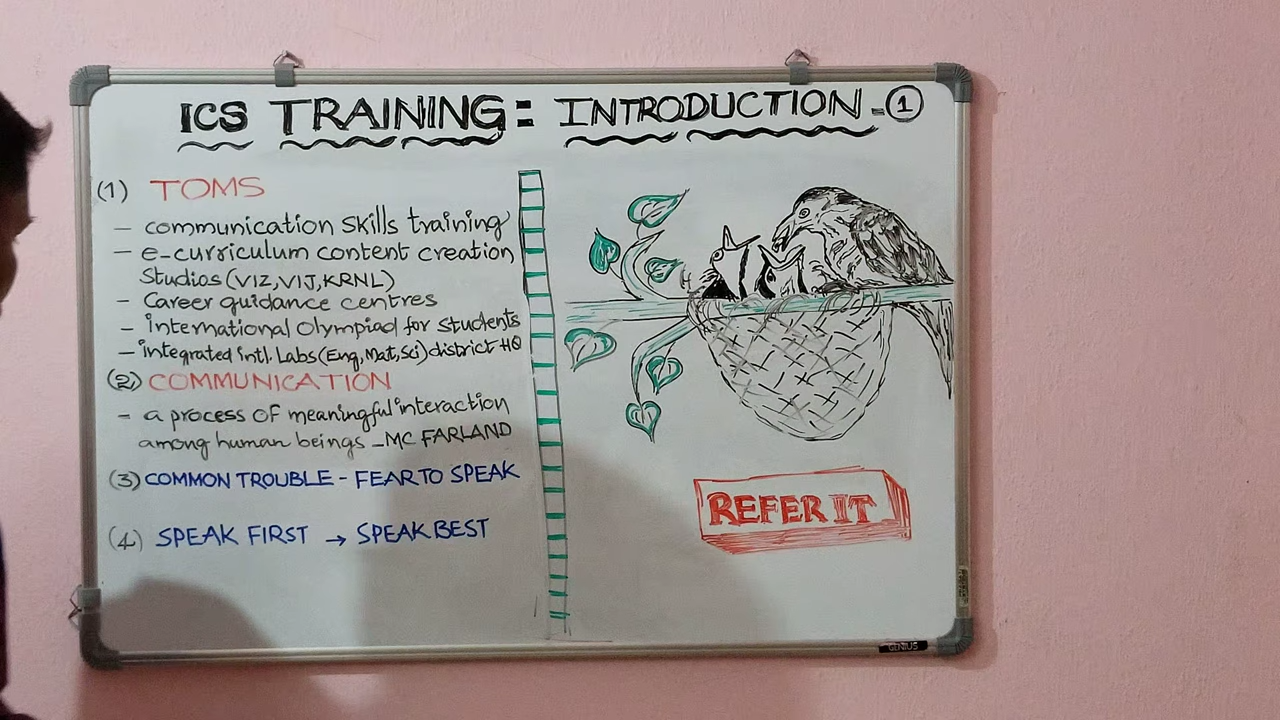 ICS TRAINING: INTRODUCTION-①
(1) TOMS
- communication skills training
- e-curriculum content creation
Studios (VIZ,VIJ,KRNL)
- Career guidance centres
- International Olympiad for Students
- integrated intl. Labs (Eng,Mat,Sci) district HQ
(2) COMMUNICATION
- a process of meaningful interaction
among human beings -MC FARLAND
(3) COMMON TROUBLE - FEAR TO SPEAK
(4) SPEAK FIRST → SPEAK BEST
REFER IT
GENIUS